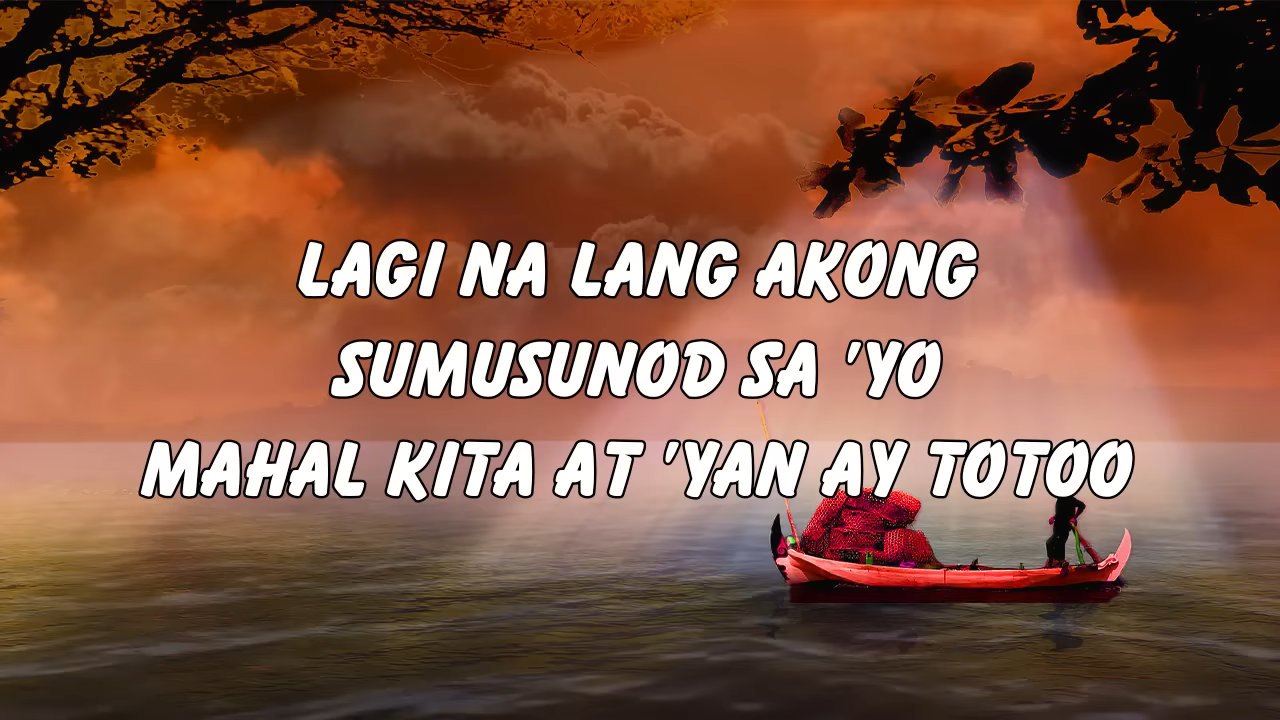 LAGI NA LANG AKONG
SUMUSUNOD SA 'YO
MAHAL KITA AT 'YAN AY TOTOO